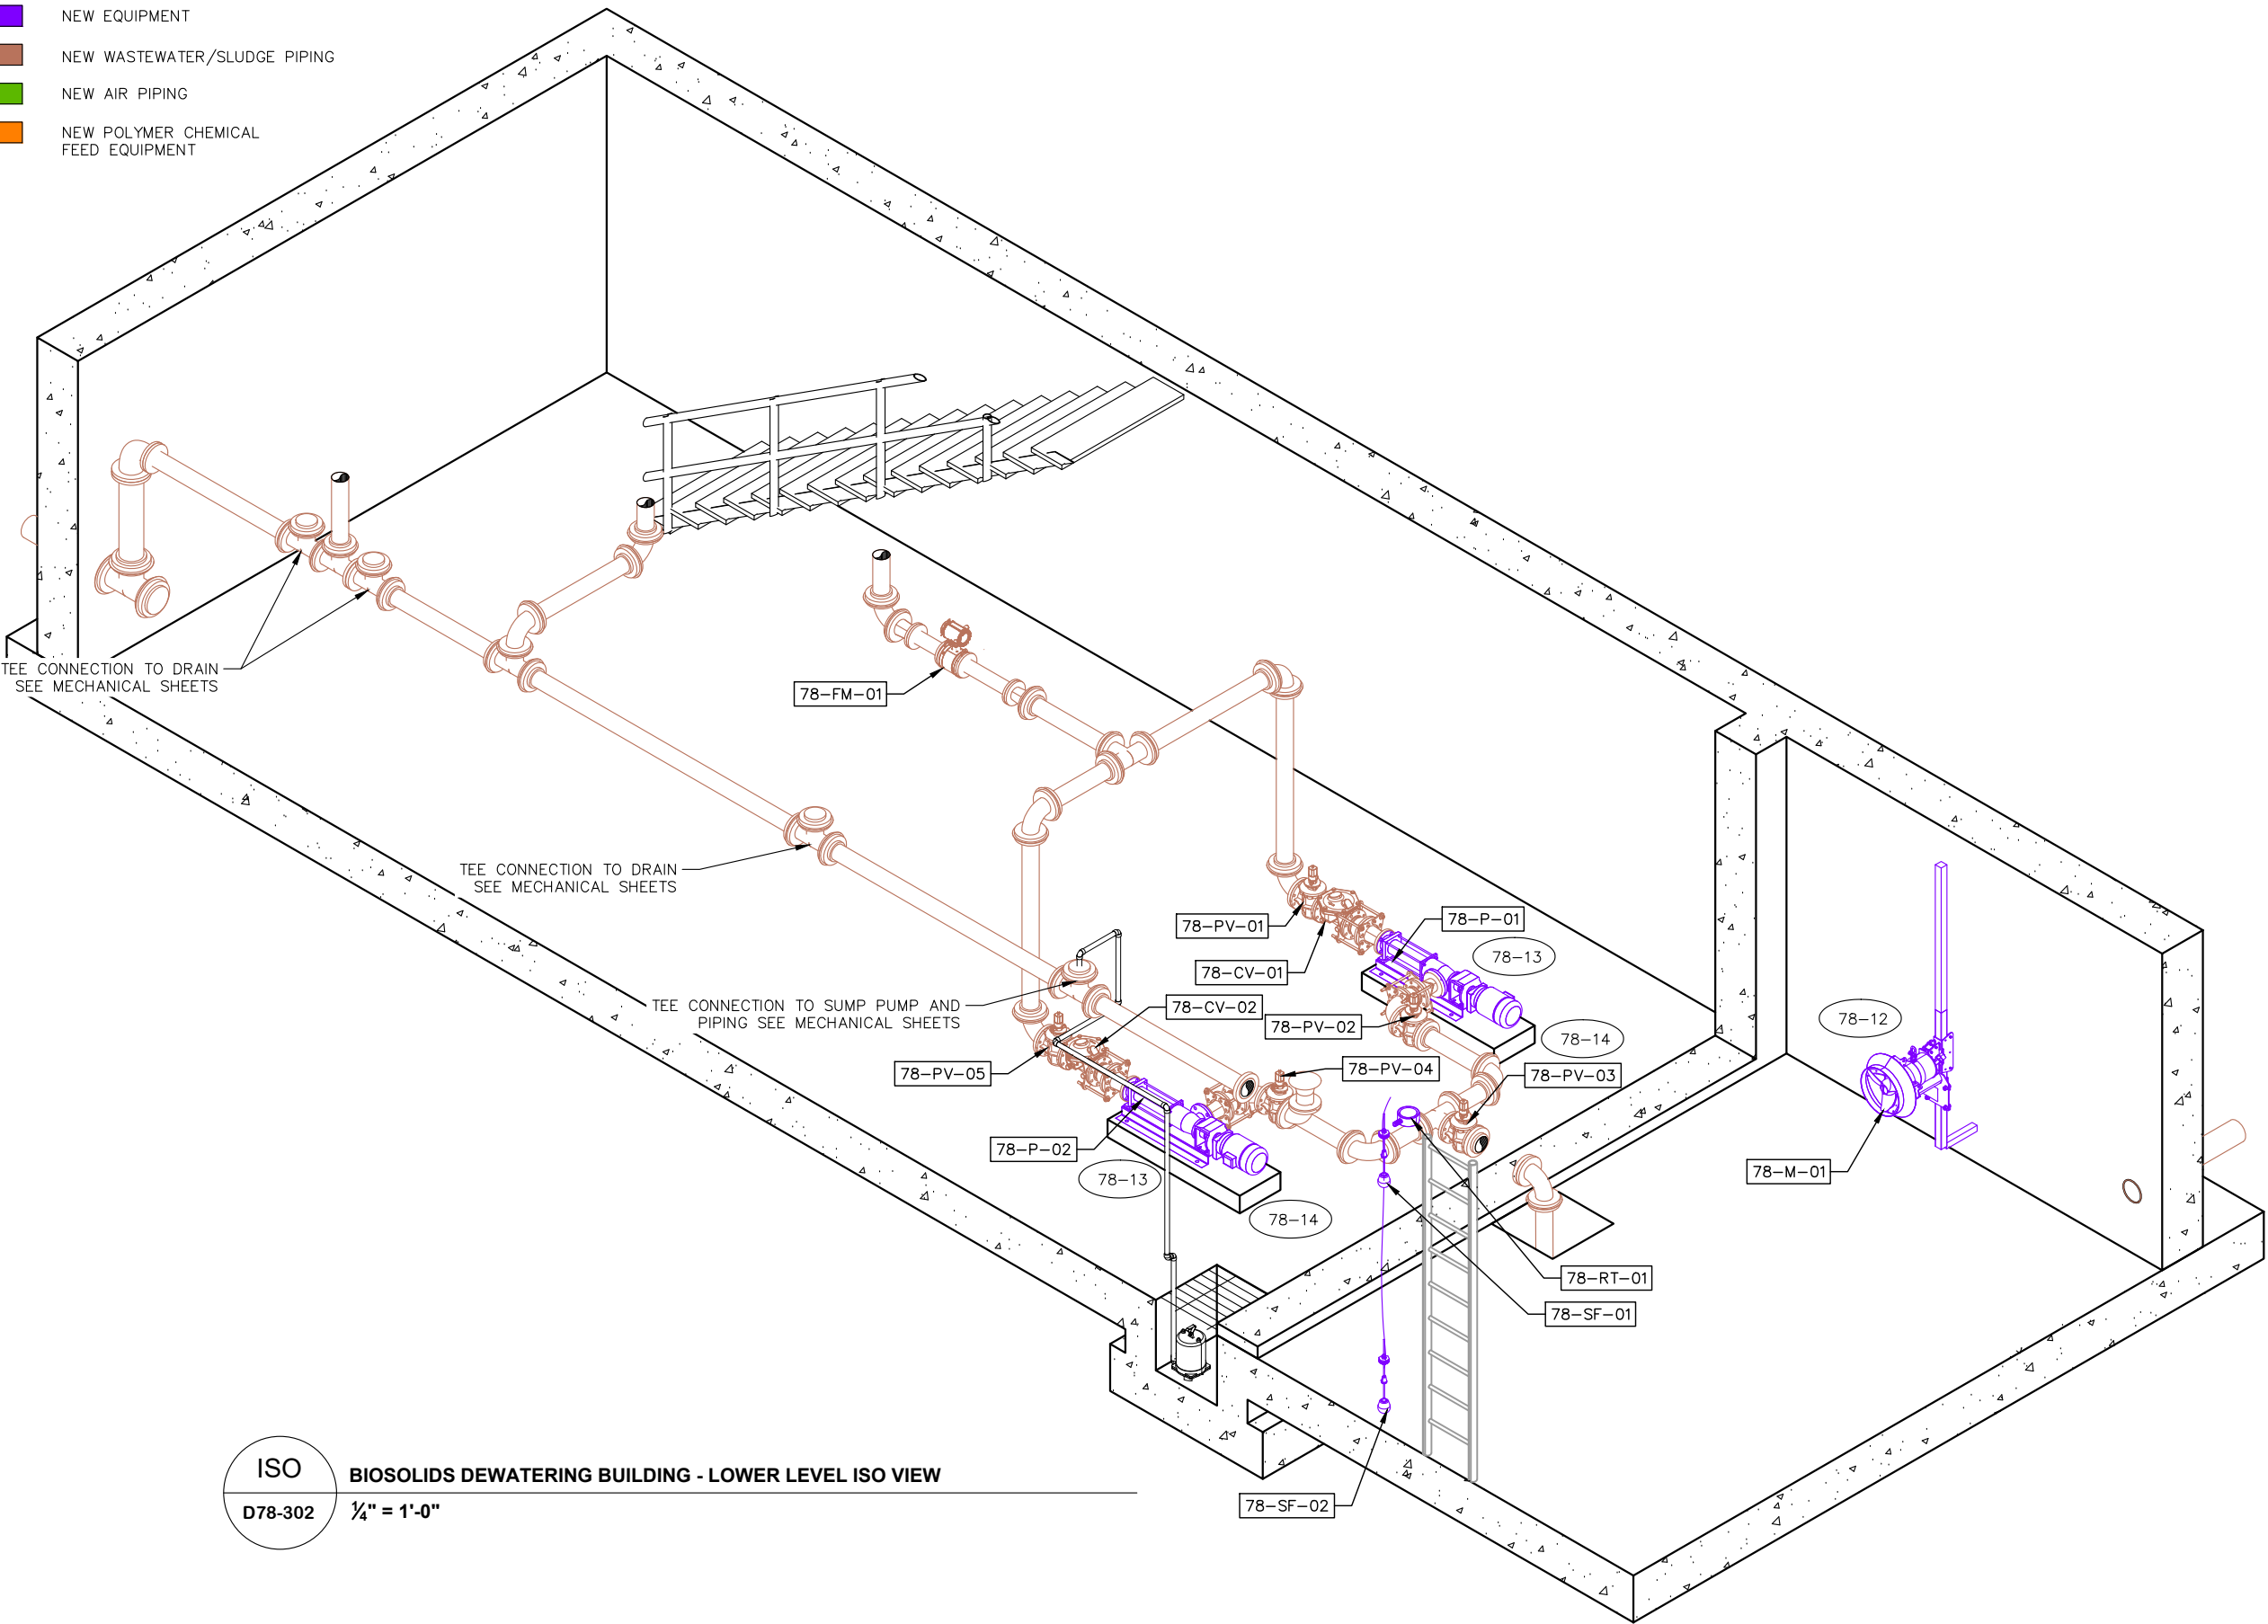 NEW EQUIPMENT
NEW WASTEWATER/SLUDGE PIPING
NEW AIR PIPING
NEW POLYMER CHEMICAL
FEED EQUIPMENT
TEE CONNECTION TO DRAIN
SEE MECHANICAL SHEETS
78-FM-01
TEE CONNECTION TO DRAIN
SEE MECHANICAL SHEETS
78-PV-01
78-P-01
78-13
78-CV-01
TEE CONNECTION TO SUMP PUMP AND
PIPING SEE MECHANICAL SHEETS
78-CV-02
78-PV-02
78-14
78-12
78-PV-05
78-PV-04
78-PV-03
78-P-02
78-13
78-14
78-M-01
78-RT-01
78-SF-01
78-SF-02
ISO
D78-302
BIOSOLIDS DEWATERING BUILDING - LOWER LEVEL ISO VIEW
¼" = 1'-0"